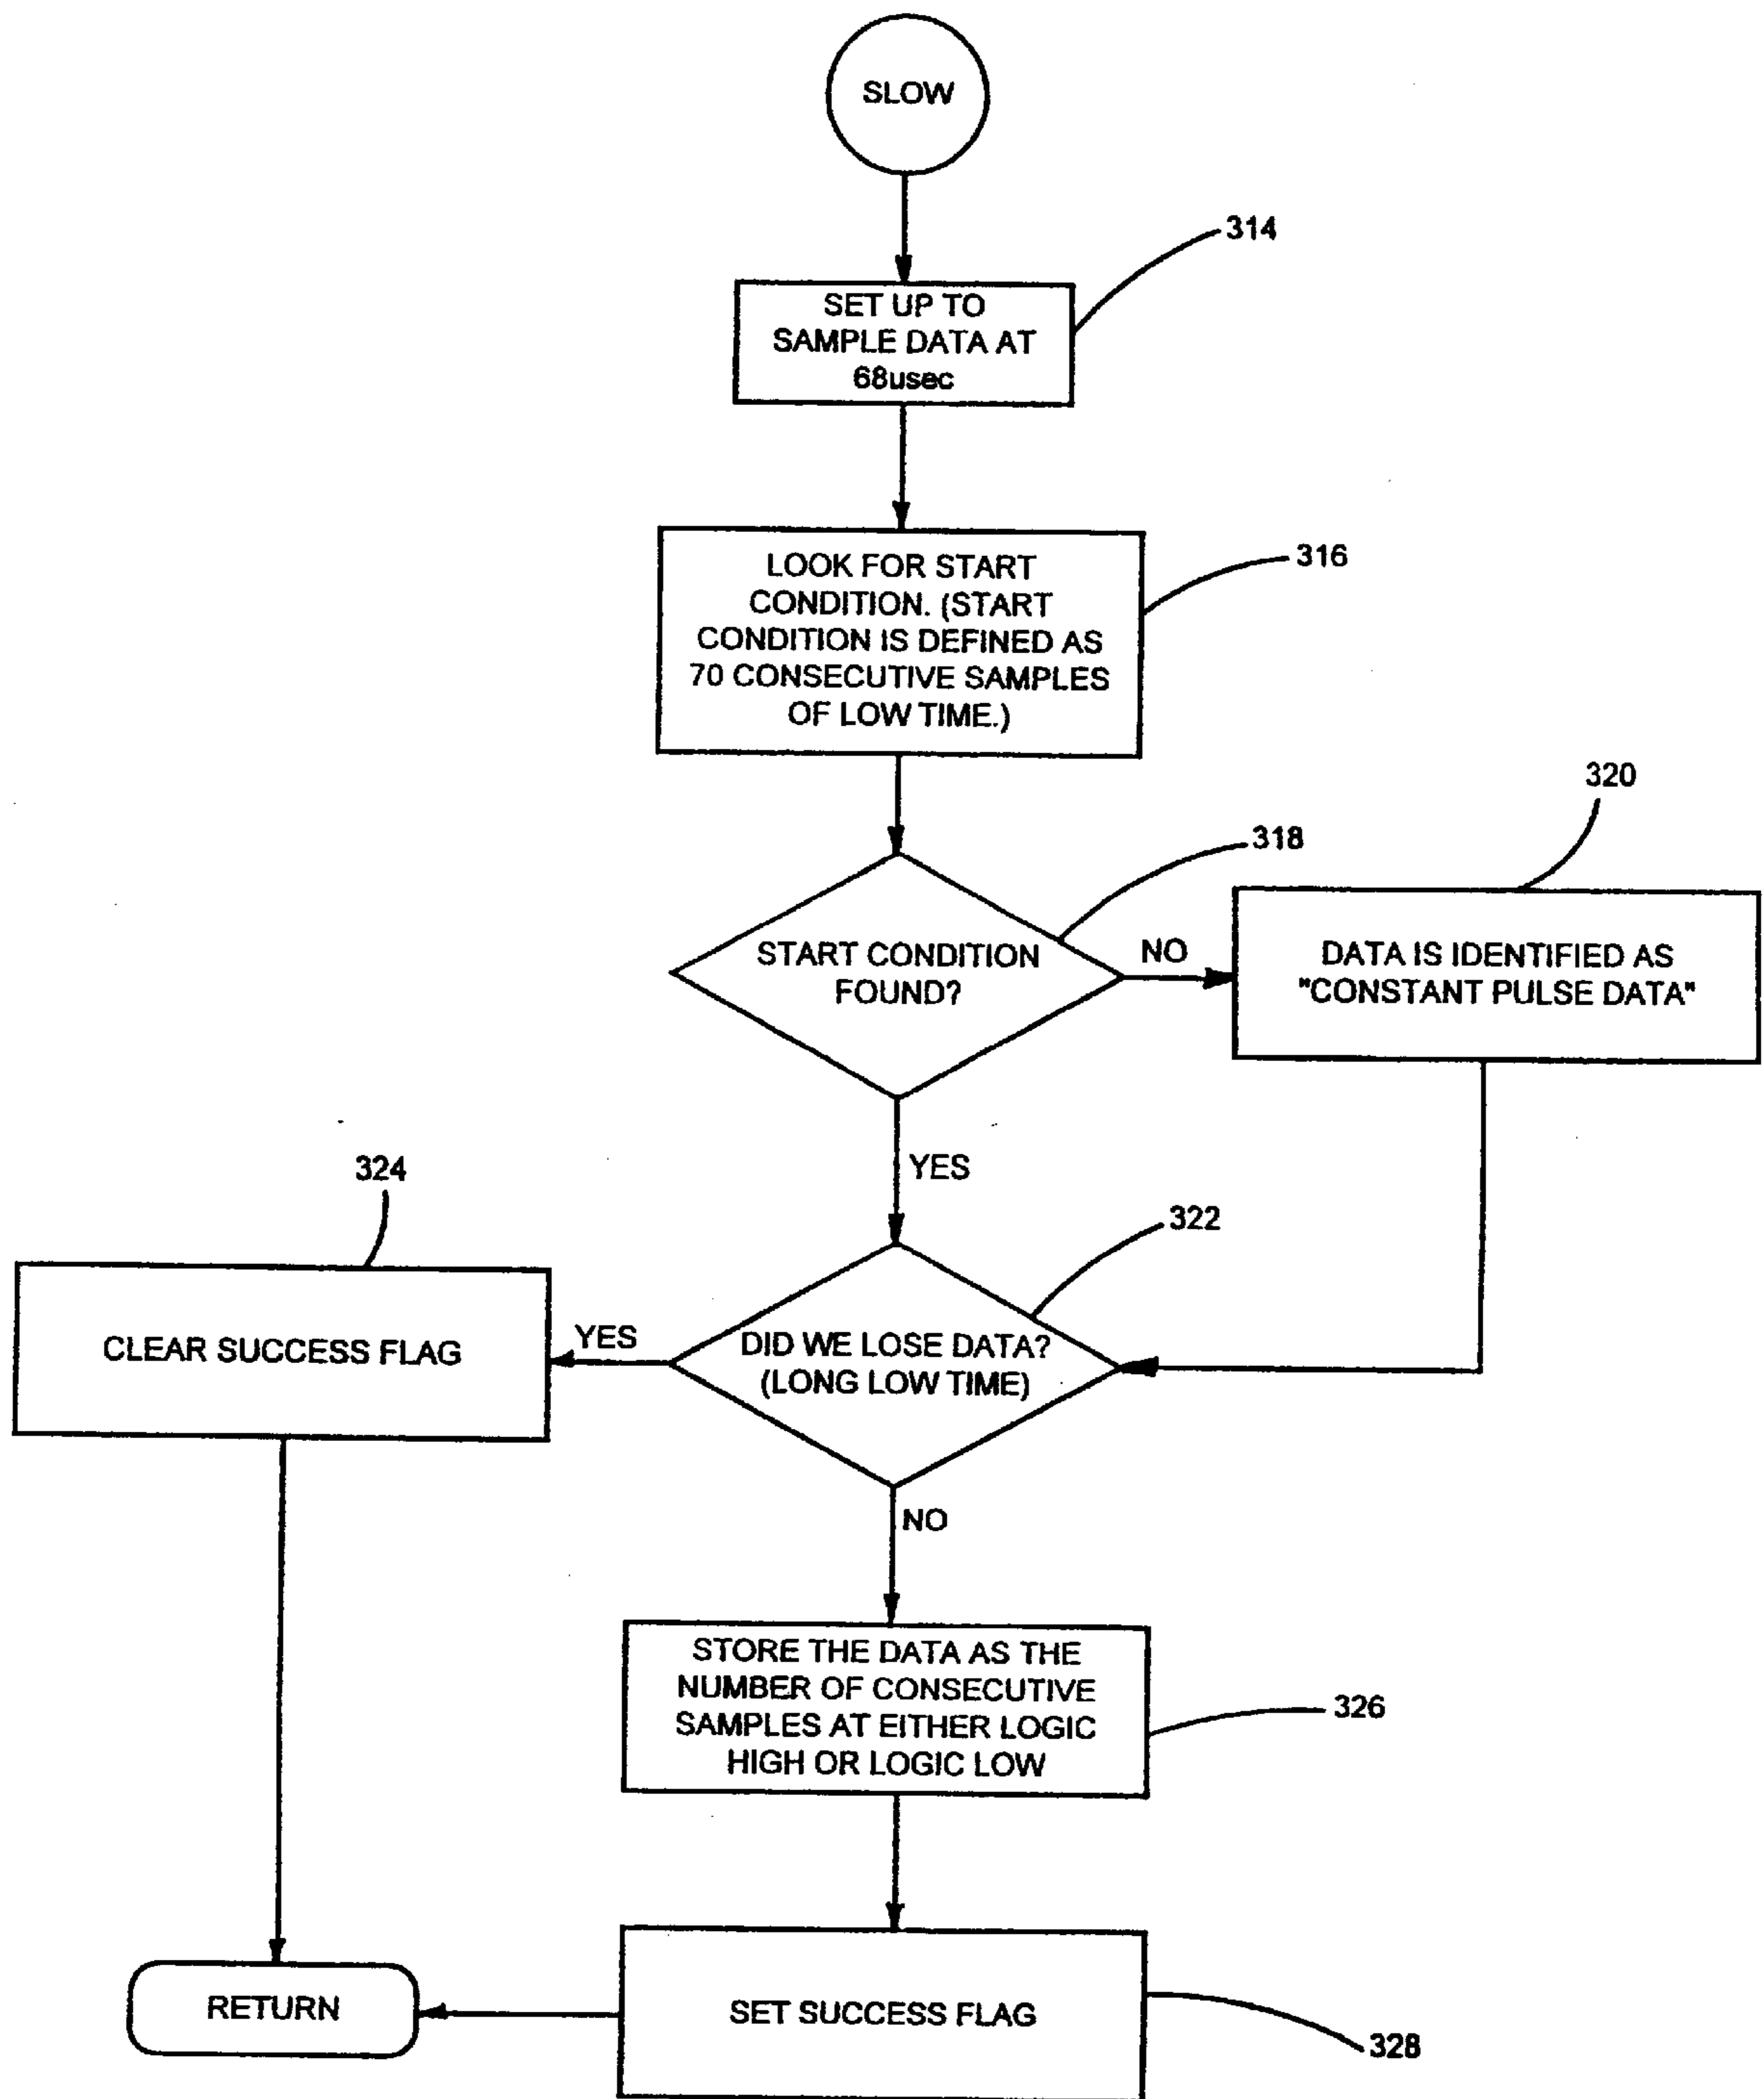 SLOW
314
SET UP TO
SAMPLE DATA AT
68usec
316
LOOK FOR START
CONDITION. (START
CONDITION IS DEFINED AS
70 CONSECUTIVE SAMPLES
OF LOW TIME.)
320
318
START CONDITION
FOUND?
NO
DATA IS IDENTIFIED AS
"CONSTANT PULSE DATA"
YES
324
322
CLEAR SUCCESS FLAG
YES
DID WE LOSE DATA?
(LONG LOW TIME)
NO
STORE THE DATA AS THE
NUMBER OF CONSECUTIVE
SAMPLES AT EITHER LOGIC
HIGH OR LOGIC LOW
326
RETURN
SET SUCCESS FLAG
328